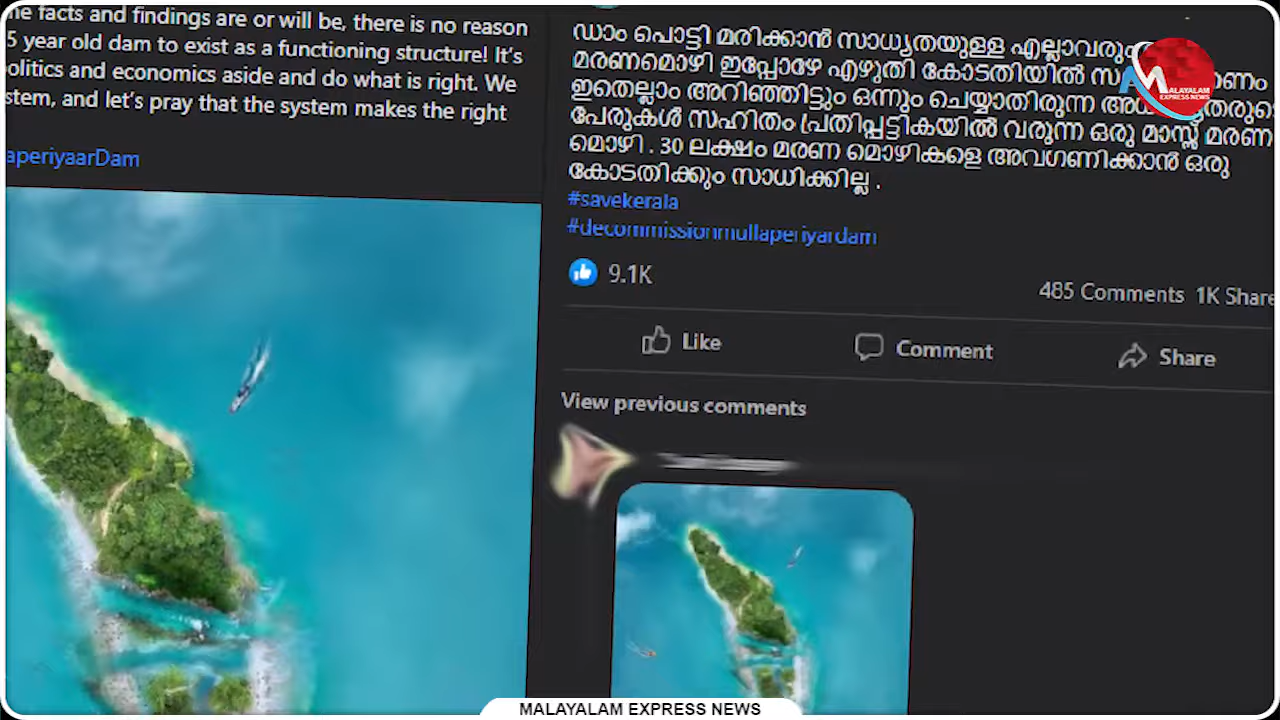 he facts and findings are or will be, there is no reason
5 year old dam to exist as a functioning structure! It's
olitics and economics aside and do what is right. We
stem, and let's pray that the system makes the right
aperiyaarDam
ഡാം പൊട്ടി മരിക്കാൻ സാധ്യതയുള്ള എല്ലാവരും
മരണമൊഴി ഇപ്പോഴേ എഴുതി കോടതിയിൽ
ഇതെല്ലാം അറിഞ്ഞിട്ടും ഒന്നും ചെയ്യാതിരുന്ന
പേരുകൾ സഹിതം പ്രതിപ്പട്ടികയിൽ വരുന്ന ഒരു മാസ്സ് മരണ
മൊഴി . 30 ലക്ഷം മരണ മൊഴികളെ അവഗണിക്കാൻ ഒരു
കോടതിക്കും സാധിക്കില്ല .
#savekerala
#decommissionmullaperiyardam
9.1K
485 Comments 1K Share
Like Comment Share
View previous comments
AM
MALAYALAM
EXPRESS NEWS
MALAYALAM EXPRESS NEWS